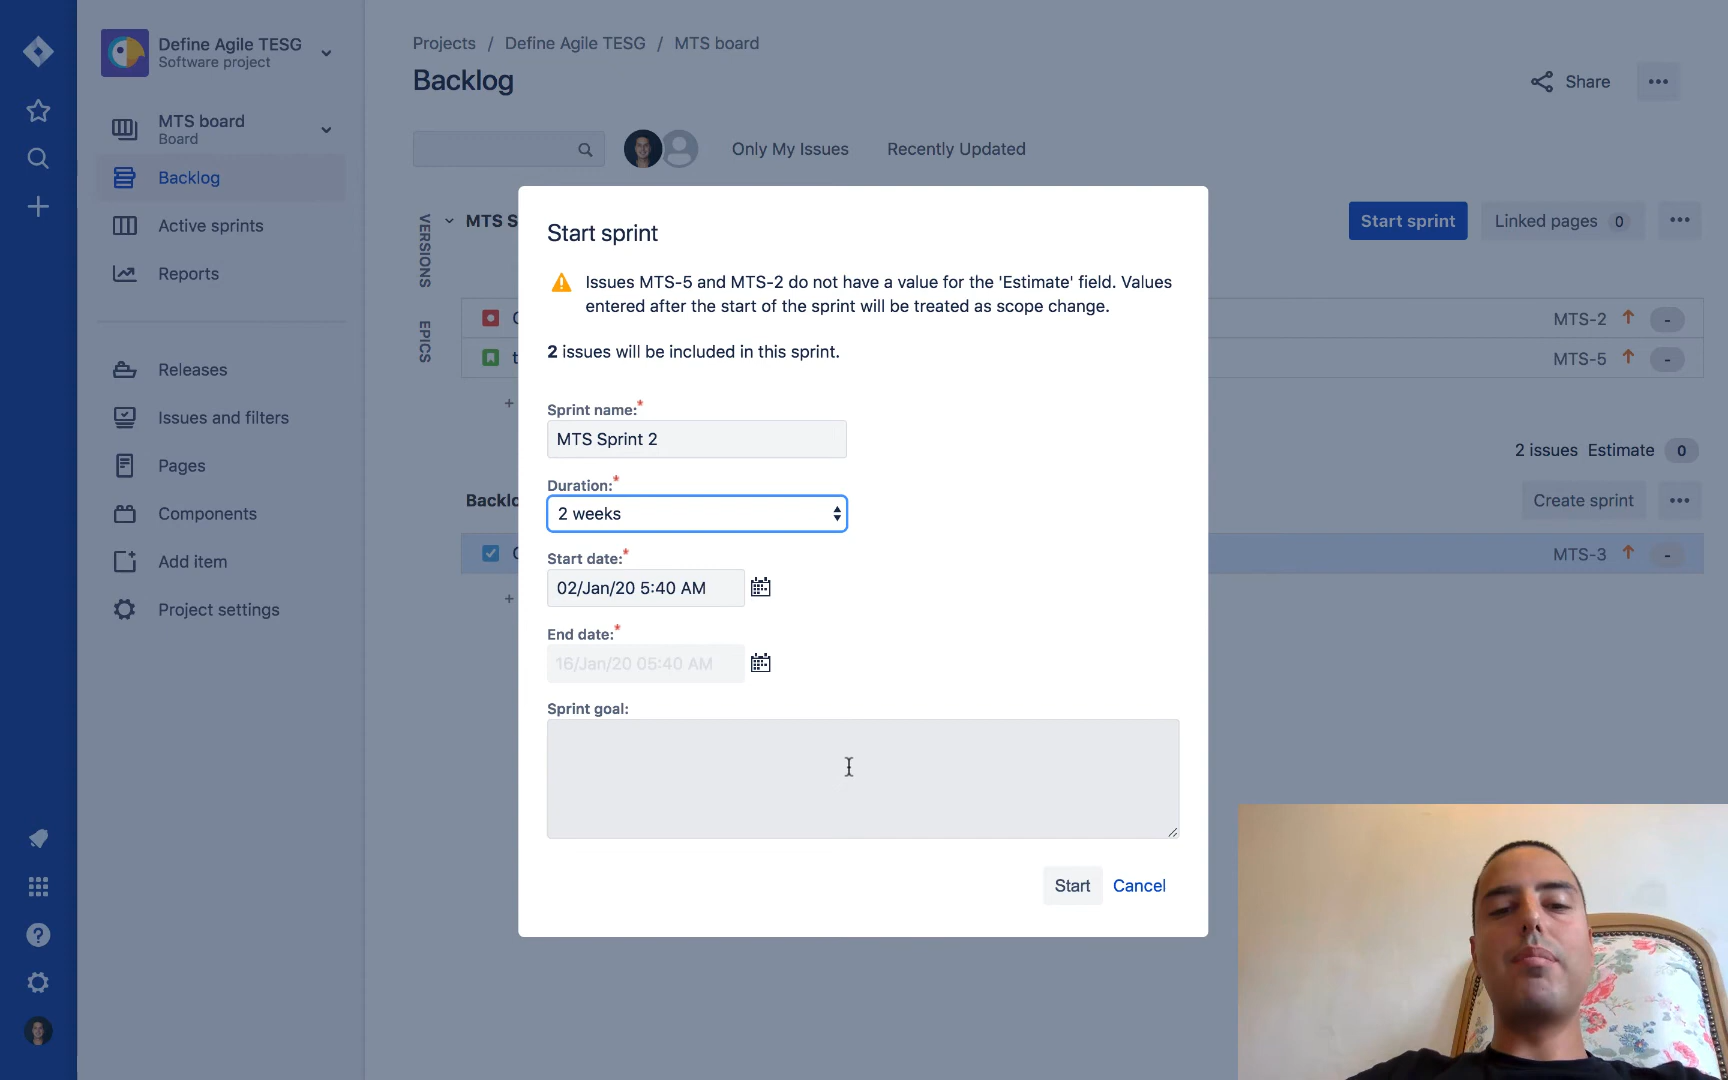 Define Agile TESG
Software project
MTS board
Board
Backlog
Active sprints
Reports
Releases
Issues and filters
Pages
Components
Add item
Project settings
Projects / Define Agile TESG / MTS board
Backlog
Share
Only My Issues
Recently Updated
VERSIONS
EPICS
MTS S
Start sprint
Linked pages 0
MTS-2 -
MTS-5 -
2 issues Estimate 0
Backlo
Create sprint
MTS-3 -
Start sprint
Issues MTS-5 and MTS-2 do not have a value for the 'Estimate' field. Values
entered after the start of the sprint will be treated as scope change.
2 issues will be included in this sprint.
Sprint name:*
MTS Sprint 2
Duration:*
2 weeks
Start date:*
02/Jan/20 5:40 AM
End date:*
16/Jan/20 05:40 AM
Sprint goal:
Start
Cancel